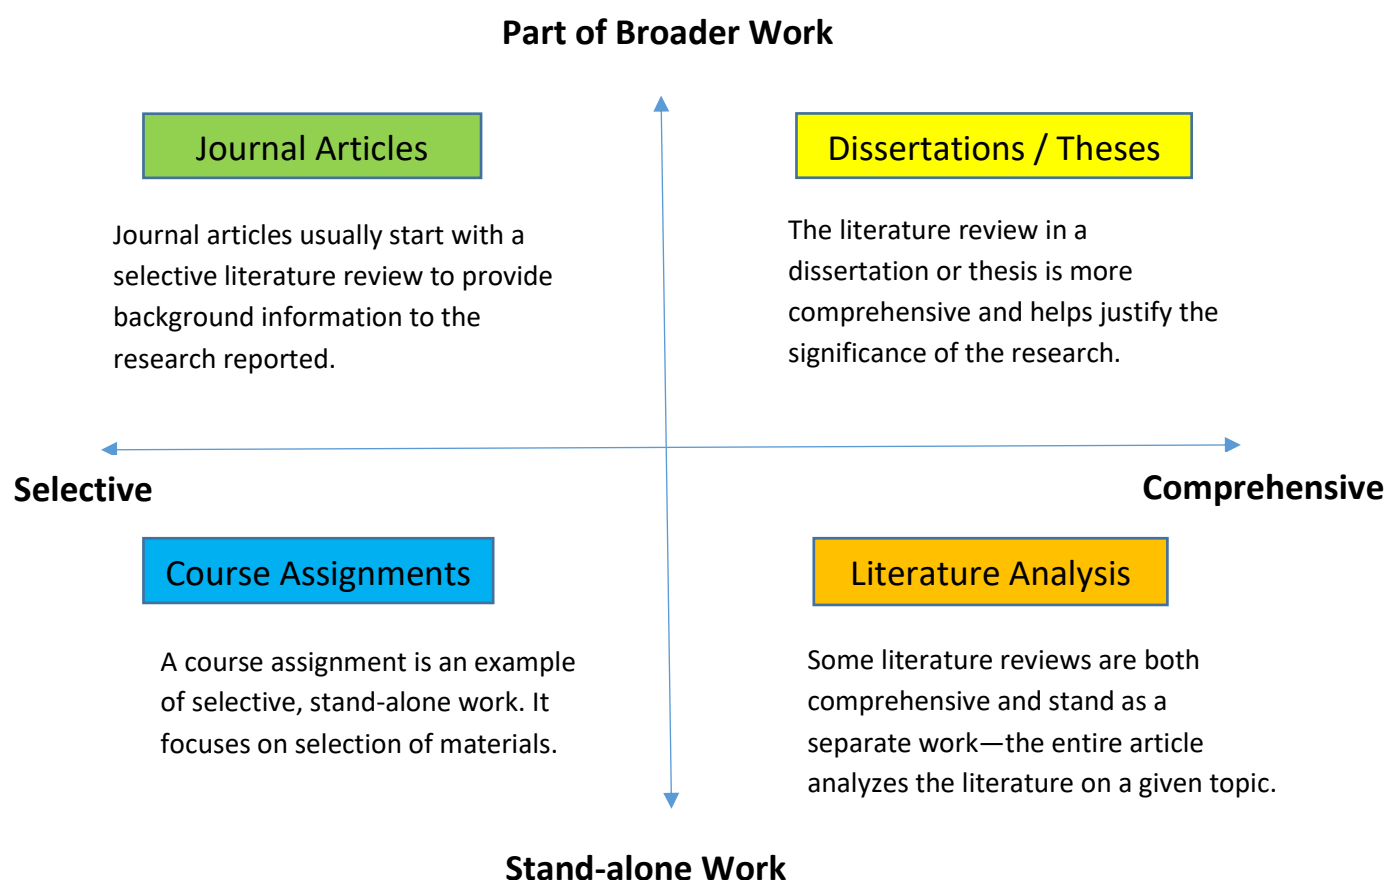 Part of Broader Work
Journal Articles
Journal articles usually start with a
selective literature review to provide
background information to the
research reported.
Dissertations / Theses
The literature review in a
dissertation or thesis is more
comprehensive and helps justify the
significance of the research.
Selective
Comprehensive
Course Assignments
A course assignment is an example
of selective, stand-alone work. It
focuses on selection of materials.
Literature Analysis
Some literature reviews are both
comprehensive and stand as a
separate work—the entire article
analyzes the literature on a given topic.
Stand-alone Work